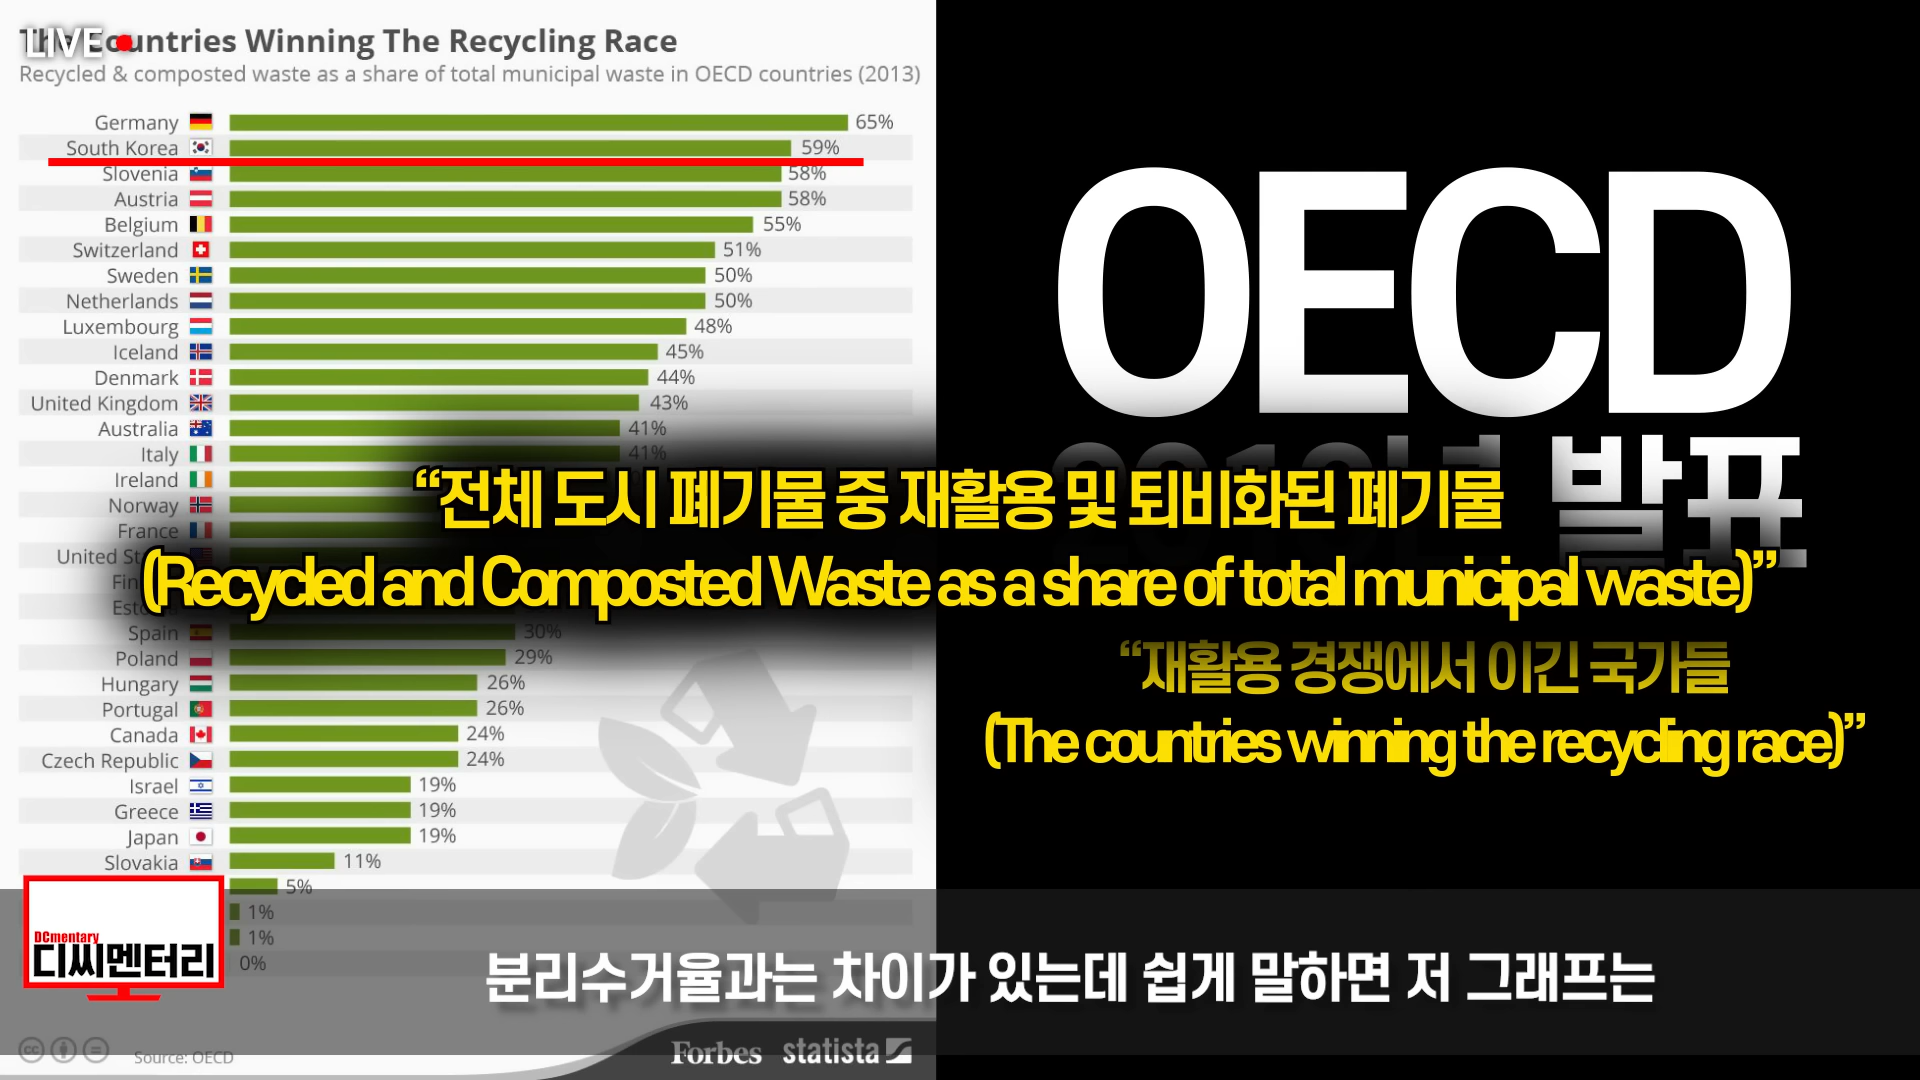 LIVE
The Countries Winning The Recycling Race
Recycled & composted waste as a share of total municipal waste in OECD countries (2013)
Germany 65%
South Korea 59%
Slovenia 58%
Austria 58%
Belgium 55%
Switzerland 51%
Sweden 50%
Netherlands 50%
Luxembourg 48%
Iceland 45%
Denmark 44%
United Kingdom 43%
Australia 41%
Italy 41%
Ireland
Norway
France
United
Spain 30%
Poland 29%
Hungary 26%
Portugal 26%
Canada 24%
Czech Republic 24%
Israel 19%
Greece 19%
Japan 19%
Slovakia 11%
5%
1%
1%
0%
OECD
발표
“전체 도시 폐기물 중 재활용 및 퇴비화된 폐기물
(Recycled and Composted Waste as a share of total municipal waste)”
“재활용 경쟁에서 이긴 국가들
(The countries winning the recycling race)”
DCmentary
디씨멘터리
분리수거율과는 차이가 있는데 쉽게 말하면 저 그래프는
Source: OECD
Forbes statista